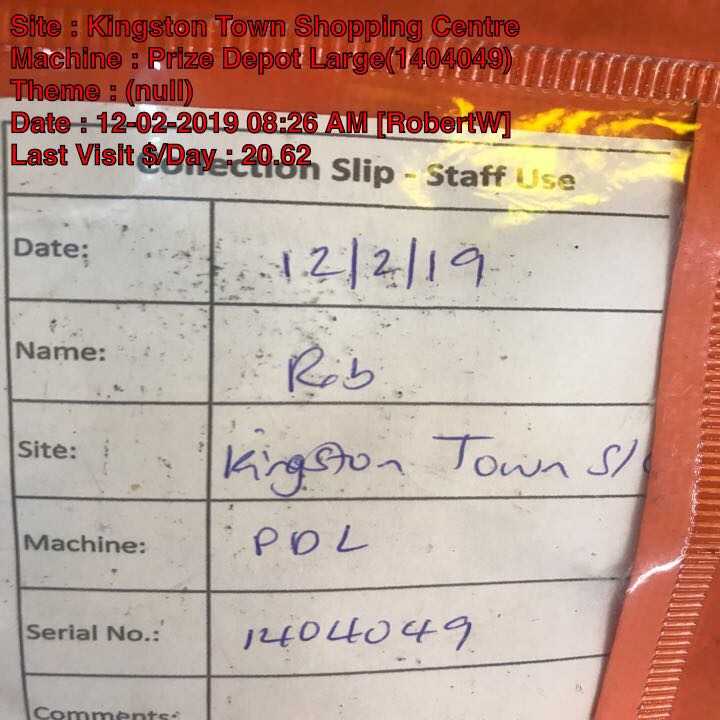 Site : Kingston Town Shopping Centre
Machine : Prize Depot Large(1404049)
Theme : (null)
Date : 12-02-2019 08:26 AM [RobertW]
Last Visit $/Day : 20.62
Collection Slip - Staff Use
Date: 12/2/19
Name: Rob
Site: Kingston Town S/C
Machine: PDL
Serial No.: 1404049
Comments: